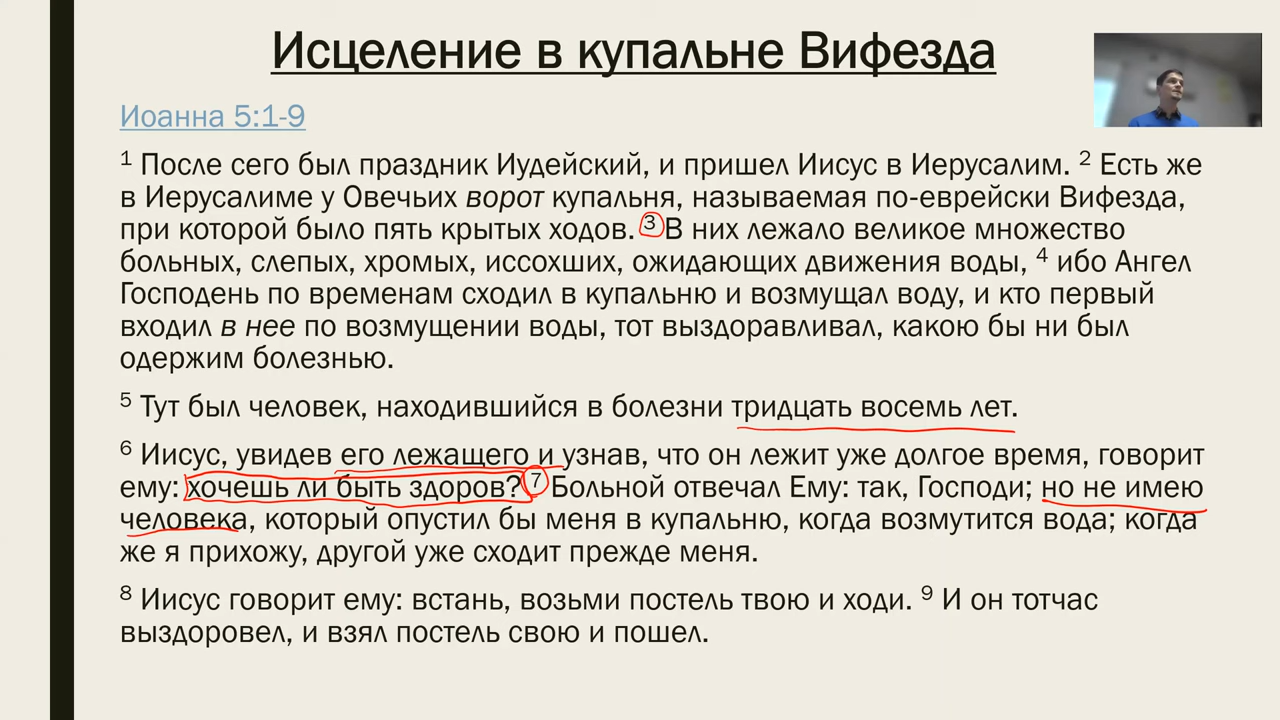 Исцеление в купальне Вифезда
Иоанна 5:1-9
1 После сего был праздник Иудейский, и пришел Иисус в Иерусалим. 2 Есть же
в Иерусалиме у Овечьих ворот купальня, называемая по-еврейски Вифезда,
при которой было пять крытых ходов. 3 В них лежало великое множество
больных, слепых, хромых, иссохших, ожидающих движения воды, 4 ибо Ангел
Господень по временам сходил в купальню и возмущал воду, и кто первый
входил в нее по возмущении воды, тот выздоравливал, какою бы ни был
одержим болезнью.
5 Тут был человек, находившийся в болезни тридцать восемь лет.
6 Иисус, увидев его лежащего и узнав, что он лежит уже долгое время, говорит
ему: хочешь ли быть здоров? 7 Больной отвечал Ему: так, Господи; но не имею
человека, который опустил бы меня в купальню, когда возмутится вода; когда
же я прихожу, другой уже сходит прежде меня.
8 Иисус говорит ему: встань, возьми постель твою и ходи. 9 И он тотчас
выздоровел, и взял постель свою и пошел.